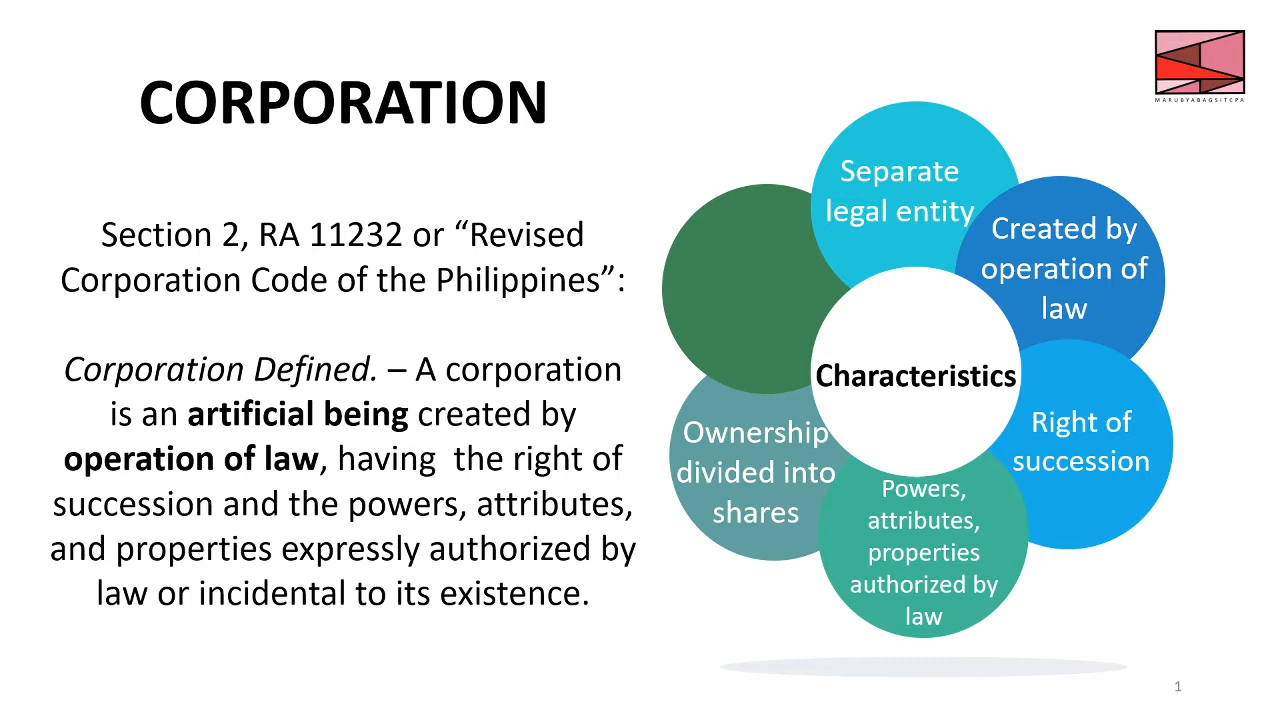 CORPORATION
Section 2, RA 11232 or “Revised
Corporation Code of the Philippines”:
Corporation Defined. – A corporation
is an artificial being created by
operation of law, having  the right of
succession and the powers, attributes,
and properties expressly authorized by
law or incidental to its existence.
MARUBYABAGSITCPA
Separate
legal entity
Created by
operation of
law
Right of
succession
Powers,
attributes,
properties
authorized by
law
Ownership
divided into
shares
Characteristics
1